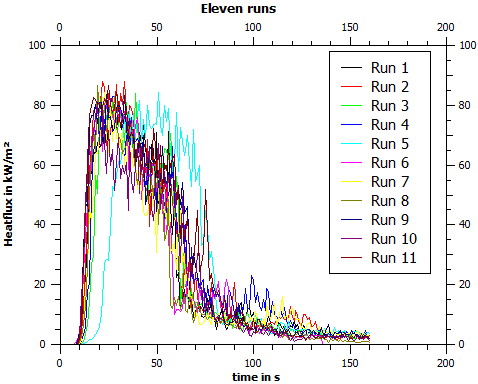 Eleven runs
0 50 100 150 200
100 100
80 80
60 60
40 40
20 20
0 0
0 50 100 150 200
Heatflux in kW/m²
time in s
Run 1
Run 2
Run 3
Run 4
Run 5
Run 6
Run 7
Run 8
Run 9
Run 10
Run 11